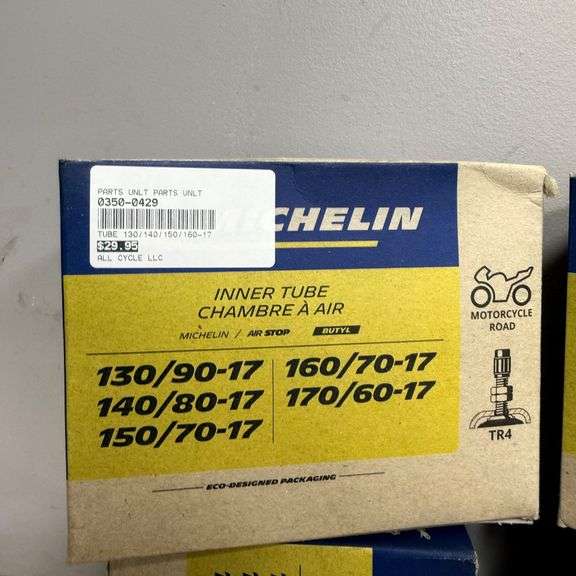 PARTS UNLT PARTS UNLT
0350-0429
TUBE 130/140/150/160-17
$29.95
ALL CYCLE LLC
MICHELIN
INNER TUBE
CHAMBRE À AIR
MICHELIN / AIR STOP BUTYL
130/90-17
140/80-17
150/70-17
160/70-17
170/60-17
MOTORCYCLE
ROAD
TR4
ECO-DESIGNED PACKAGING